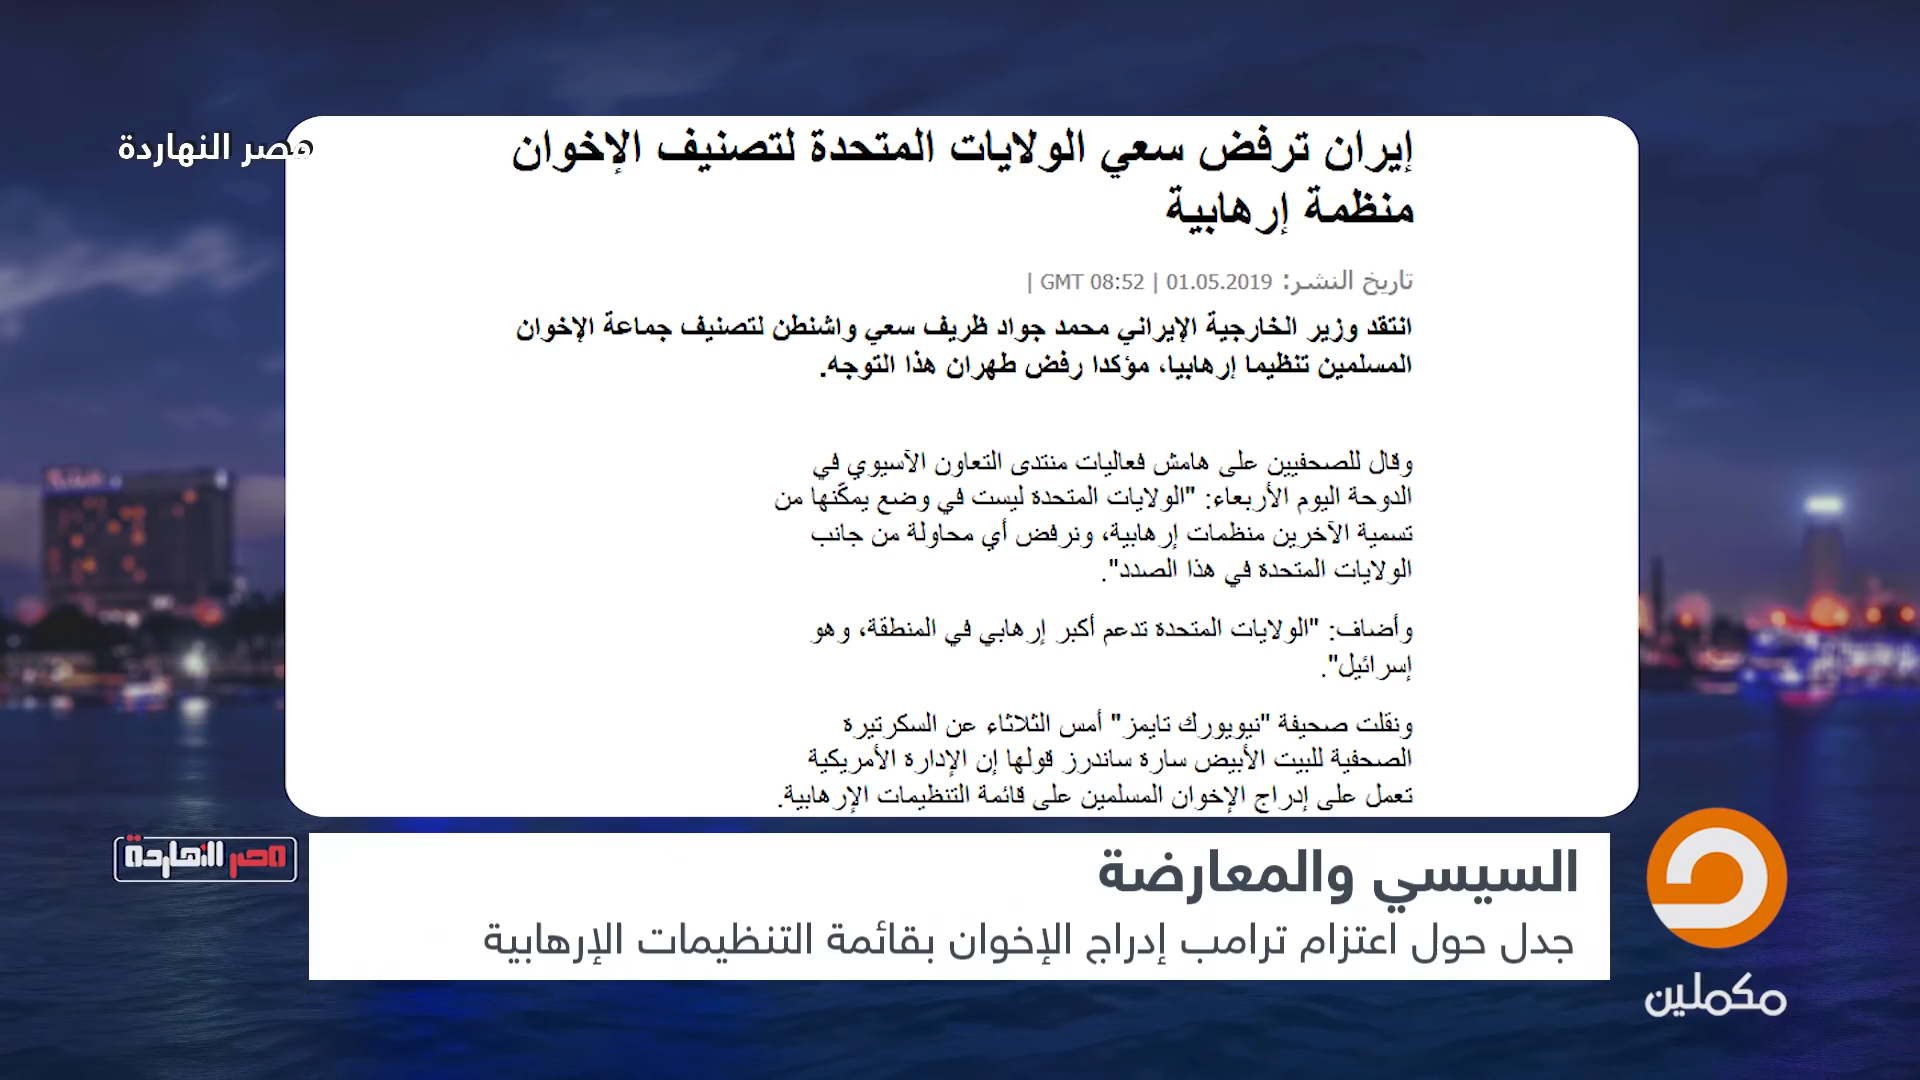 مصر النهاردة
إيران ترفض سعي الولايات المتحدة لتصنيف الإخوان
منظمة إرهابية
تاريخ النشر: 01.05.2019 | 08:52 GMT |
انتقد وزير الخارجية الإيراني محمد جواد ظريف سعي واشنطن لتصنيف جماعة الإخوان
المسلمين تنظيما إرهابيا، مؤكدا رفض طهران هذا التوجه.
وقال للصحفيين على هامش فعاليات منتدى التعاون الآسيوي في
الدوحة اليوم الأربعاء: "الولايات المتحدة ليست في وضع يمكّنها من
تسمية الآخرين منظمات إرهابية، ونرفض أي محاولة من جانب
الولايات المتحدة في هذا الصدد".
وأضاف: "الولايات المتحدة تدعم أكبر إرهابي في المنطقة، وهو
إسرائيل".
ونقلت صحيفة "نيويورك تايمز" أمس الثلاثاء عن السكرتيرة
الصحفية للبيت الأبيض سارة ساندرز قولها إن الإدارة الأمريكية
تعمل على إدراج الإخوان المسلمين على قائمة التنظيمات الإرهابية.
مصر النهاردة
السيسي والمعارضة
جدل حول اعتزام ترامب إدراج الإخوان بقائمة التنظيمات الإرهابية
مكملين